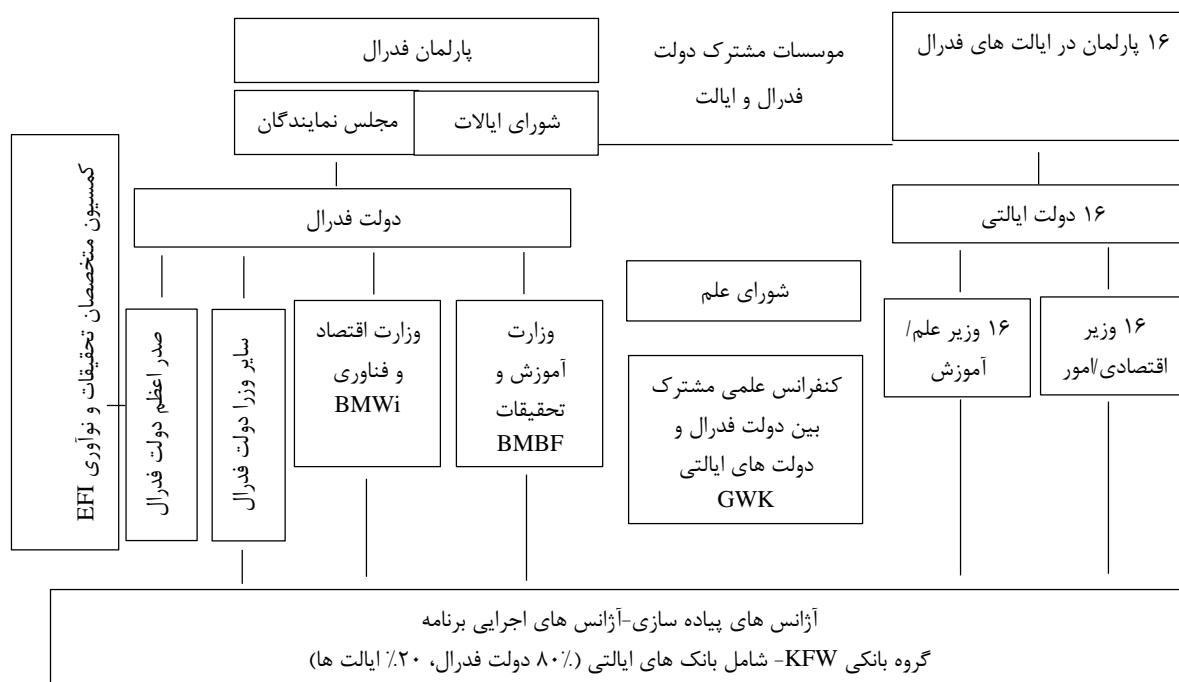 ۱۶ پارلمان در ایالت های فدرال
موسسات مشترک دولت
فدرال و ایالت
پارلمان فدرال
شورای ایالات
مجلس نمایندگان
۱۶ دولت ایالتی
دولت فدرال
کمسیون متخصصان تحقیقات و نوآوری EFI
شورای علم
۱۶ وزیر
اقتصادی/امور
۱۶ وزیر علم/
آموزش
کنفرانس علمی مشترک
بین دولت فدرال و
دولت های ایالتی
GWK
وزارت
آموزش و
تحقیقات
BMBF
وزارت اقتصاد
و فناوری
BMWi
سایر وزرا دولت فدرال
صدر اعظم دولت فدرال
آژانس های پیاده سازی-آژانس های اجرایی برنامه
گروه بانکی KFW- شامل بانک های ایالتی (۸۰٪ دولت فدرال، ۲۰٪ ایالت ها)